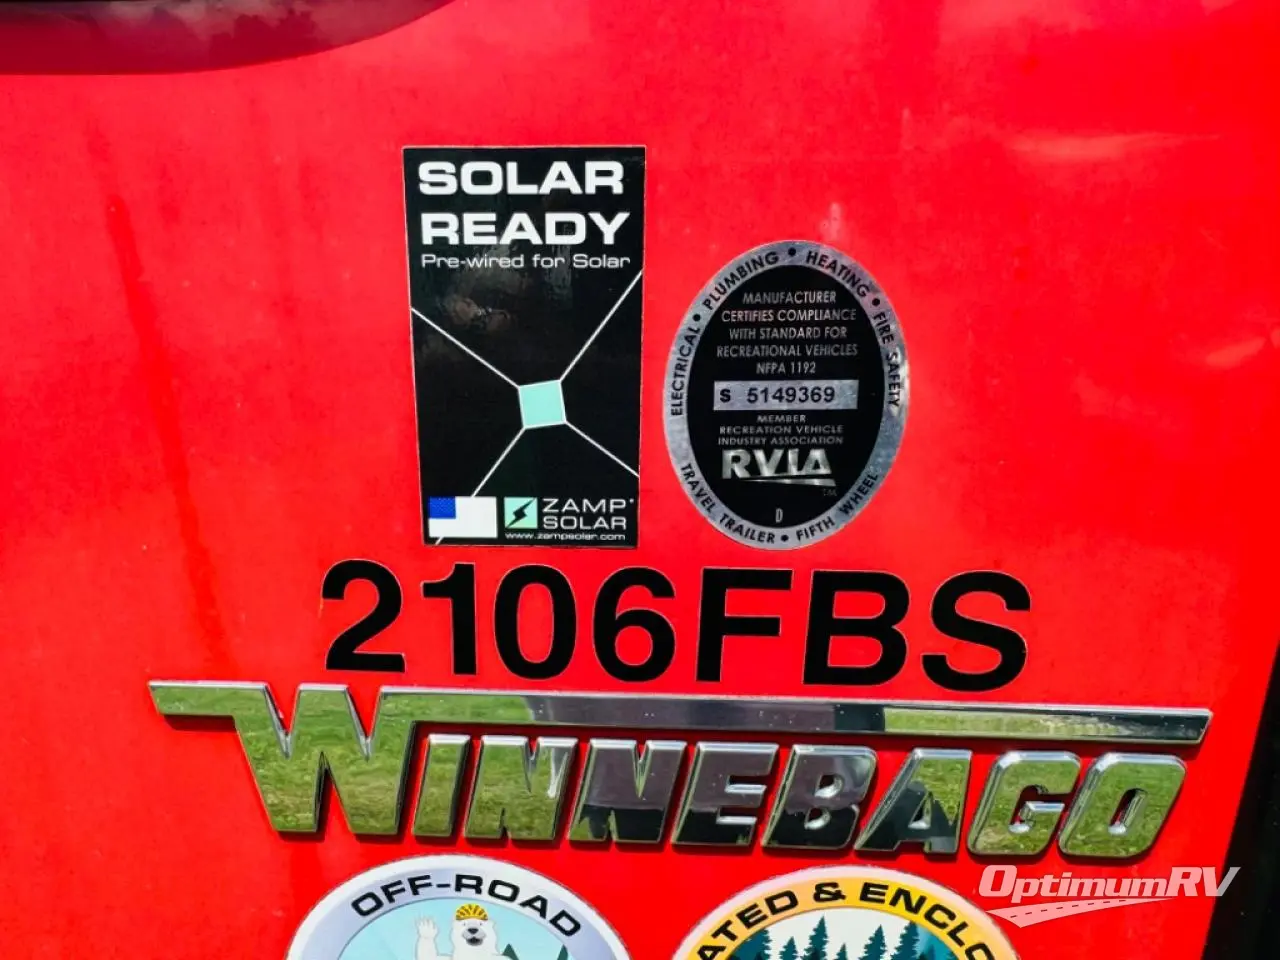 SOLAR
READY
Pre-wired for Solar
ZAMP
SOLAR
www.zampsolar.com
ELECTRICAL • PLUMBING • HEATING • FIRE SAFETY
MANUFACTURER
CERTIFIES COMPLIANCE
WITH STANDARD FOR
RECREATIONAL VEHICLES
NFPA 1192
S 5149369
MEMBER
RECREATION VEHICLE
INDUSTRY ASSOCIATION
RVIA
TM
D
TRAVEL TRAILER • FIFTH WHEEL
2106FBS
WINNEBAGO
OFF-ROAD
ATED & ENCLO
OptimumRV